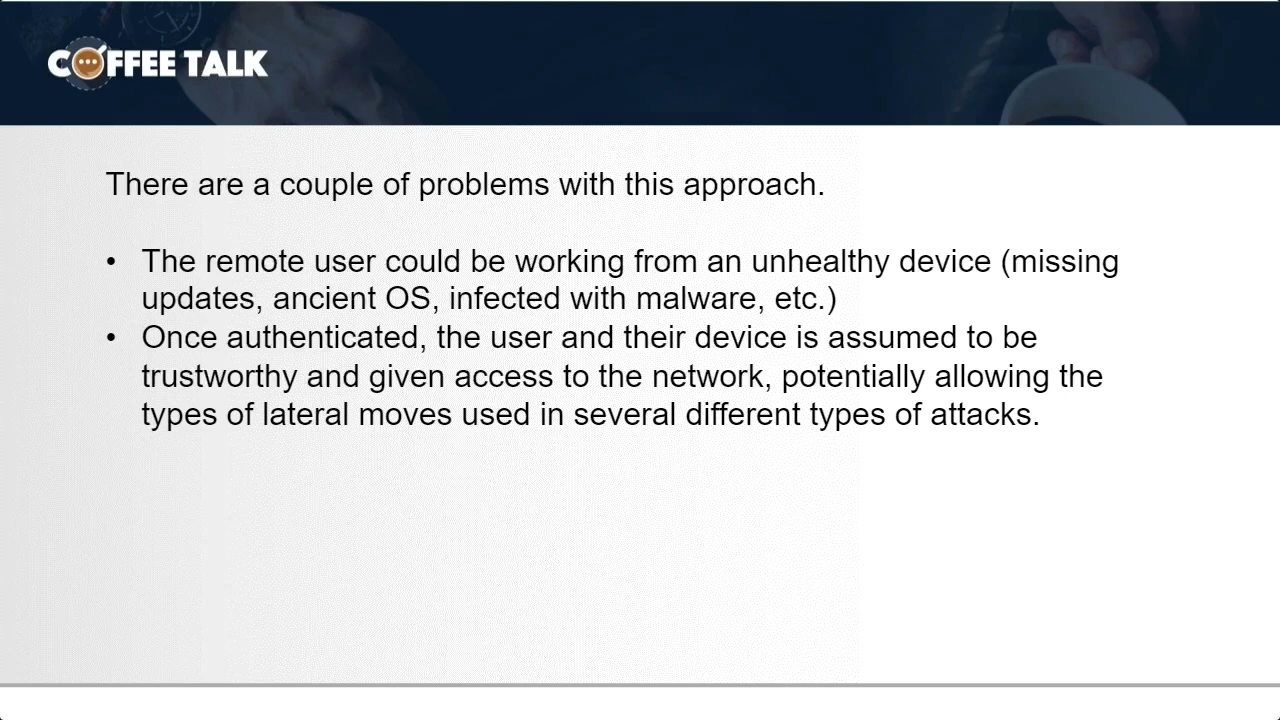 COFFEE TALK
There are a couple of problems with this approach.
• The remote user could be working from an unhealthy device (missing
updates, ancient OS, infected with malware, etc.)
• Once authenticated, the user and their device is assumed to be
trustworthy and given access to the network, potentially allowing the
types of lateral moves used in several different types of attacks.